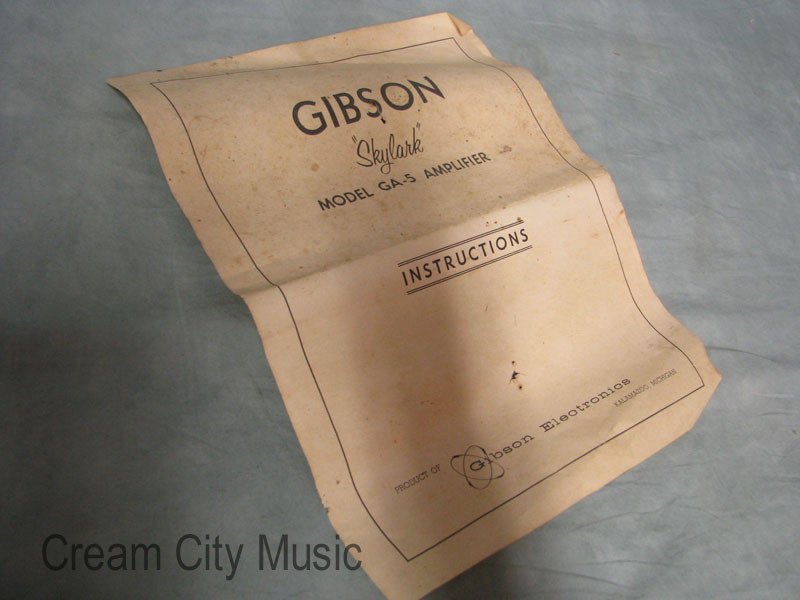 GIBSON
"Skylark"
MODEL GA-5 AMPLIFIER
INSTRUCTIONS
PRODUCT OF Gibson Electronics
KALAMAZOO, MICHIGAN
Cream City Music